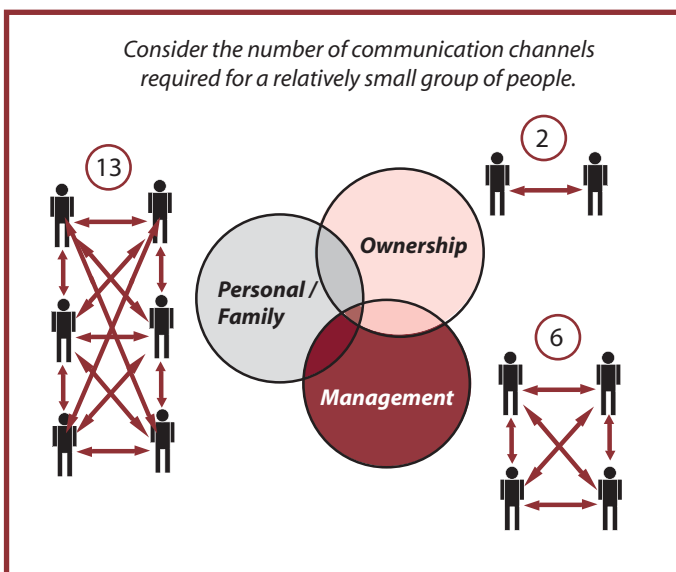 Consider the number of communication channels
required for a relatively small group of people.
13
2
Ownership
Personal /
Family
Management
6